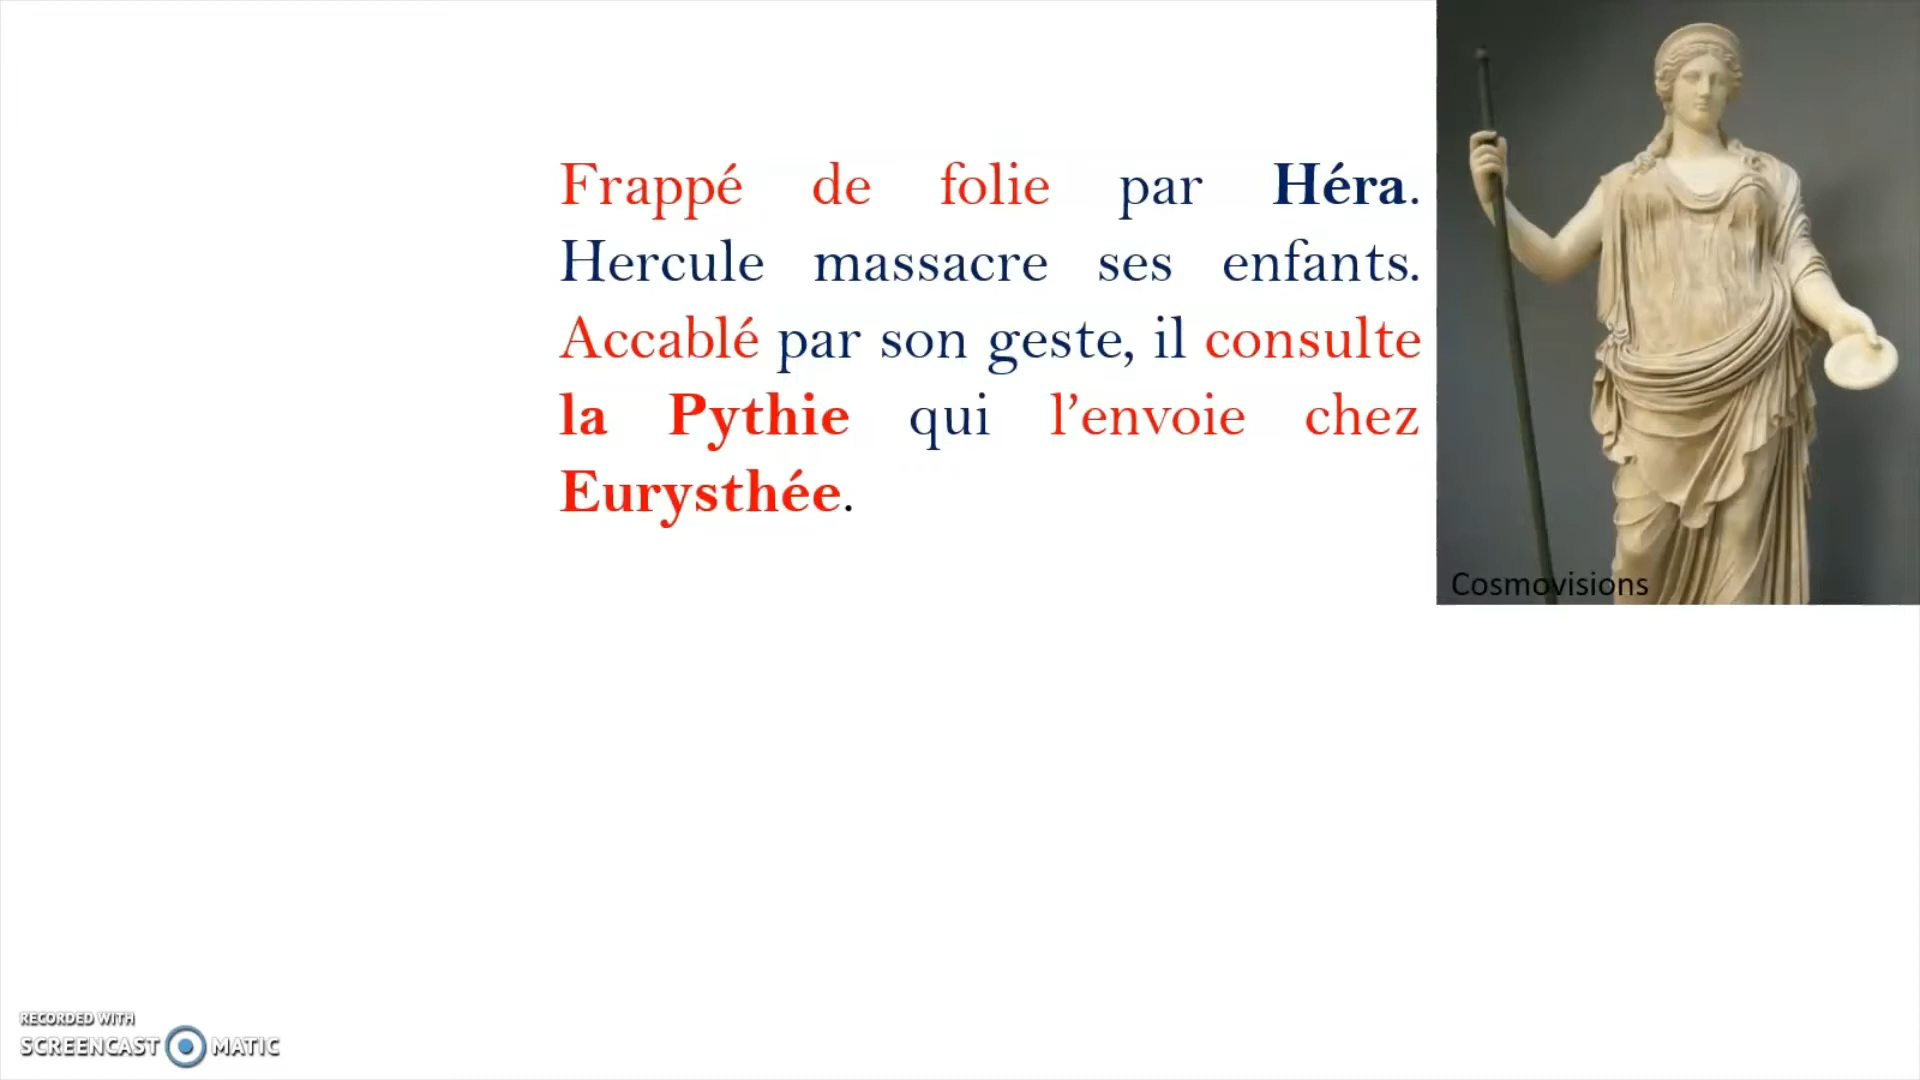 Frappé de folie par Héra.
Hercule massacre ses enfants.
Accablé par son geste, il consulte
la Pythie qui l’envoie chez
Eurysthée.
Cosmovisions
RECORDED WITH
SCREENCAST MATIC